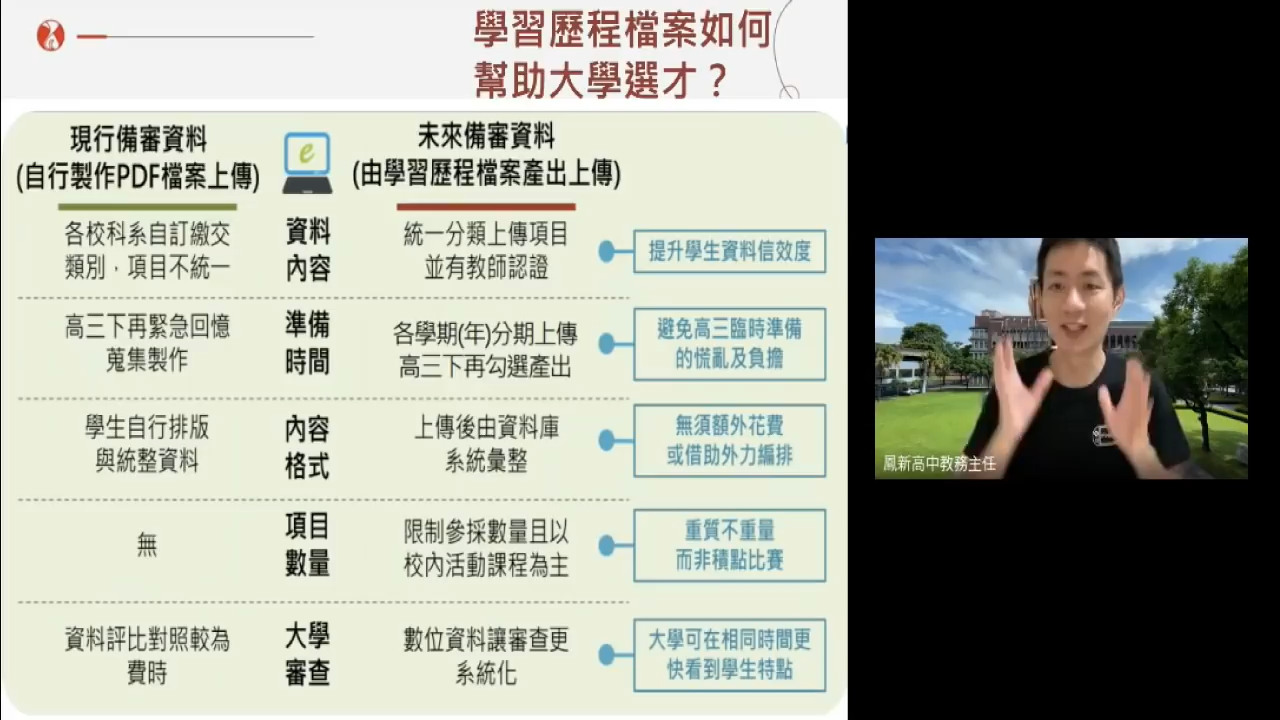 學習歷程檔案如何
幫助大學選才？
現行備審資料
(自行製作PDF檔案上傳)
未來備審資料
(由學習歷程檔案產出上傳)
各校科系自訂繳交
類別，項目不統一
資料
內容
統一分類上傳項目
並有教師認證
提升學生資料信效度
高三下再緊急回憶
蒐集製作
準備
時間
各學期(年)分期上傳
高三下再勾選產出
避免高三臨時準備
的慌亂及負擔
學生自行排版
與統整資料
內容
格式
上傳後由資料庫
系統彙整
無須額外花費
或借助外力編排
無
項目
數量
限制參採數量且以
校內活動課程為主
重質不重量
而非積點比賽
資料評比對照較為
費時
大學
審查
數位資料讓審查更
系統化
大學可在相同時間更
快看到學生特點
鳳新高中教務主任